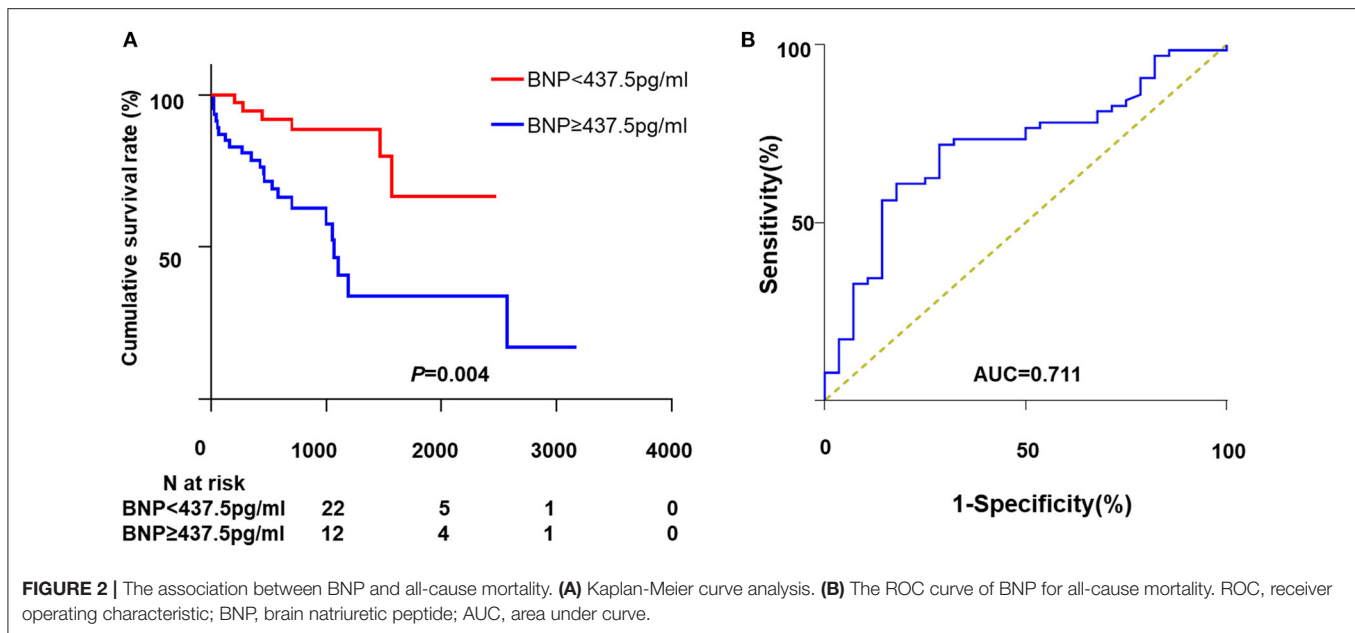 A
BNP<437.5pg/ml
BNP≥437.5pg/ml
Cumulative survival rate (%)
100
50
P=0.004
0 1000 2000 3000 4000
N at risk
BNP<437.5pg/ml 22 5 1 0
BNP≥437.5pg/ml 12 4 1 0
B
Sensitivity(%)
100
50
AUC=0.711
0 50 100
1-Specificity(%)
FIGURE 2 | The association between BNP and all-cause mortality. (A) Kaplan-Meier curve analysis. (B) The ROC curve of BNP for all-cause mortality. ROC, receiver
operating characteristic; BNP, brain natriuretic peptide; AUC, area under curve.